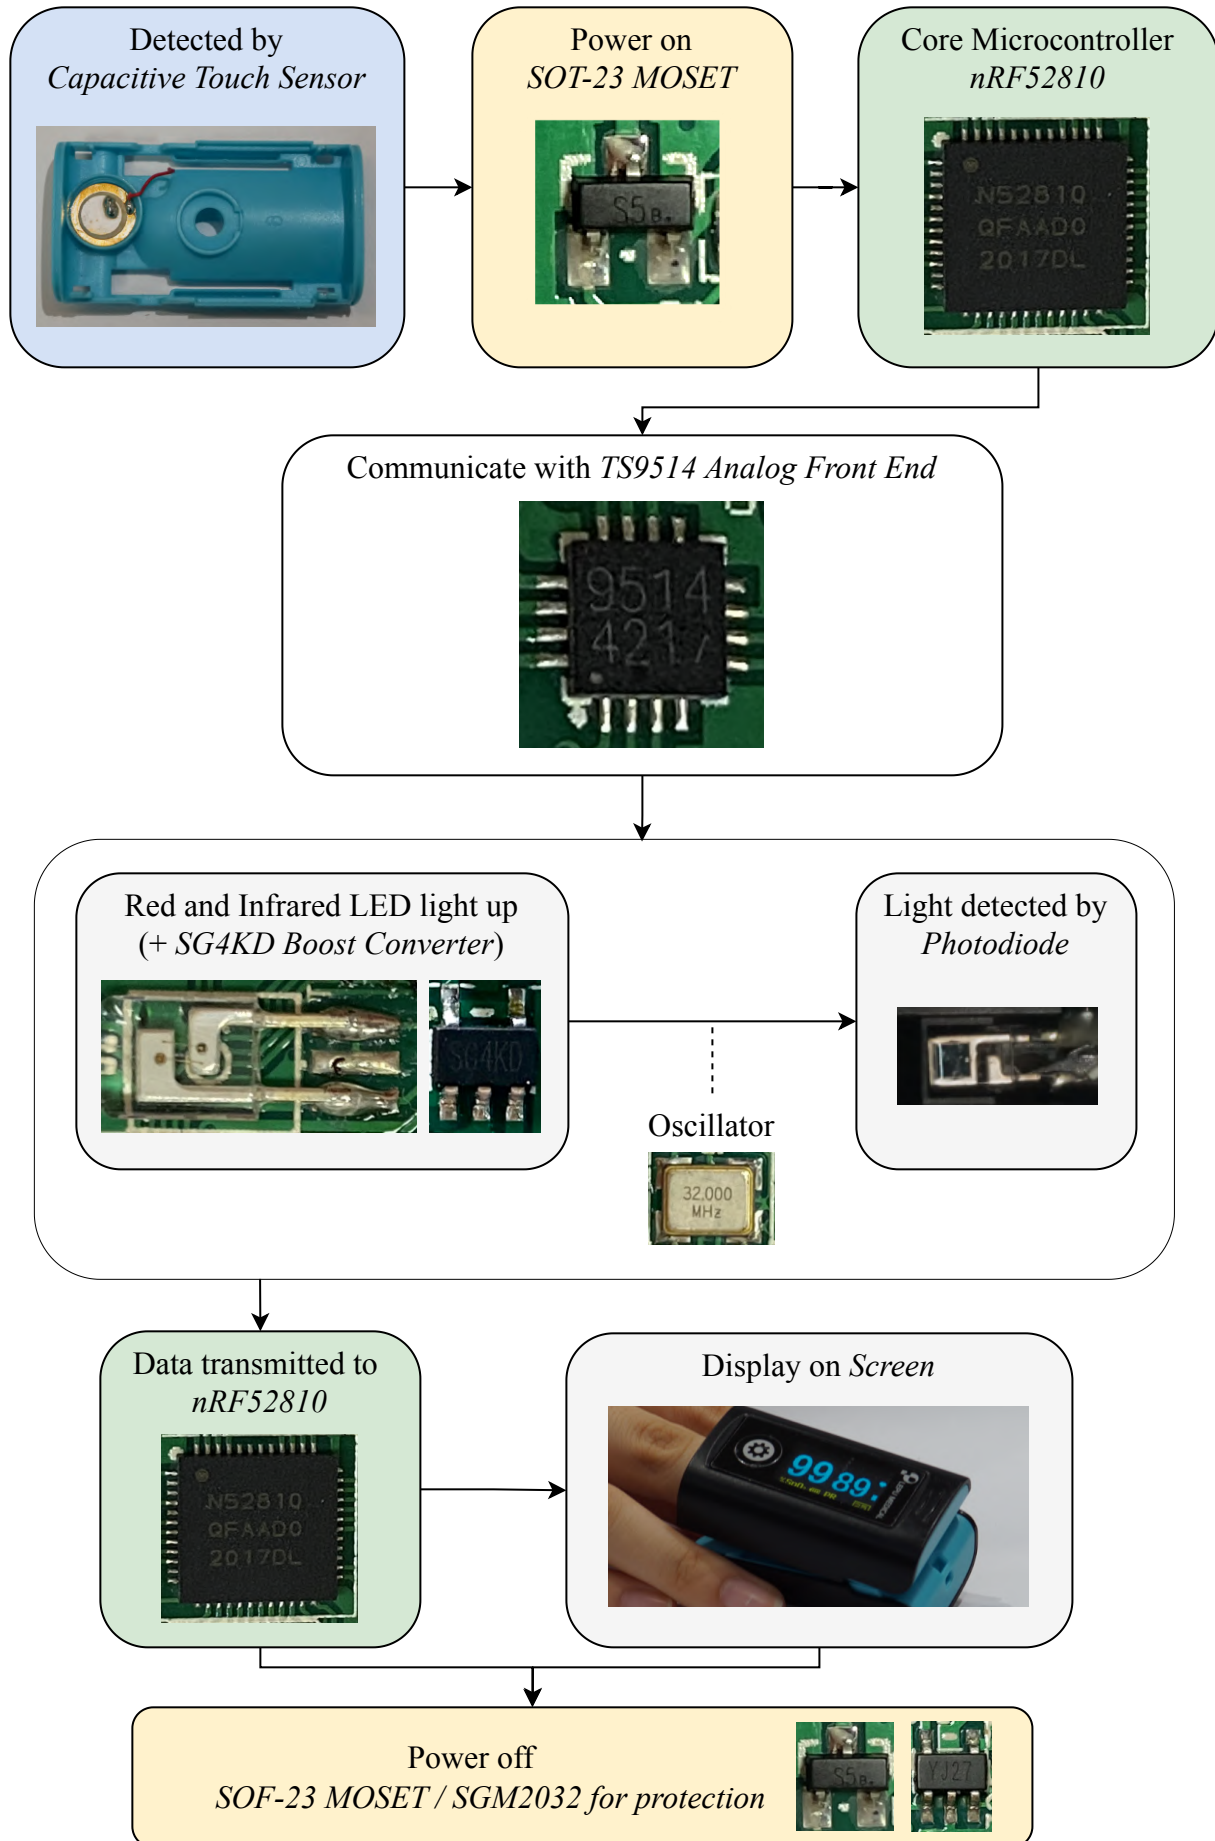 Detected by
Capacitive Touch Sensor
Power on
SOT-23 MOSET
S5B.
Core Microcontroller
nRF52810
N52810
QFAAD0
2017DL
Communicate with TS9514 Analog Front End
9514
4217
Red and Infrared LED light up
(+ SG4KD Boost Converter)
SG4KD
Light detected by
Photodiode
Oscillator
32.000
MHz
Data transmitted to
nRF52810
N52810
QFAAD0
2017DL
Display on Screen
99 89
Power off
SOF-23 MOSET / SGM2032 for protection
S5B.
YJ27